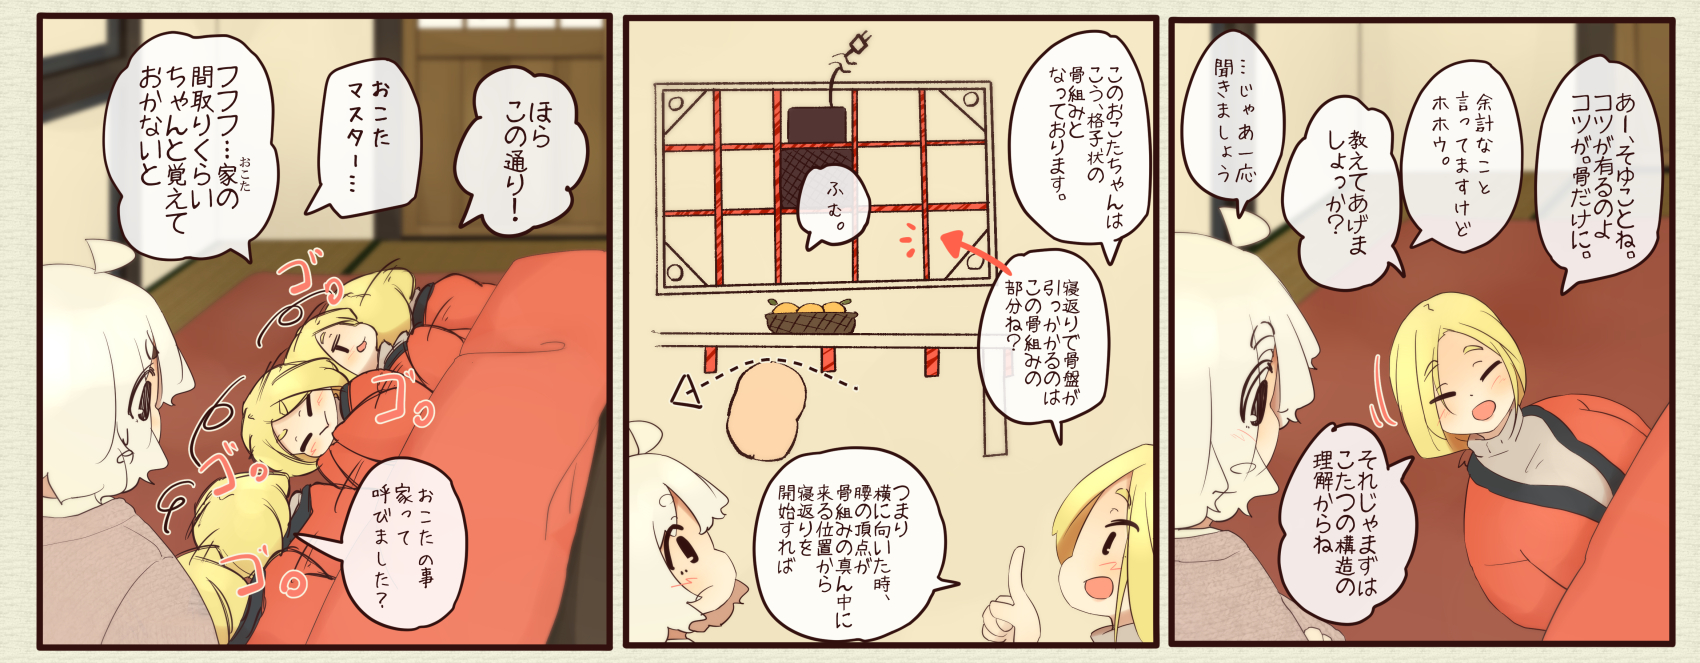 あー、そゆことね。
コツが有るのよ
コツが。骨だけに。
余計なこと
言ってますけど
ホホウ。
教えてあげま
しょっか？
…じゃあ一応
聞きましょう
それじゃまずは
こたつの構造の
理解からね
このおこたちゃんは
こう、格子状の
骨組みと
なっております。
ふむ。
寝返りで骨盤が
引っかかるのは
この骨組みの
部分ね？
つまり
横に向いた時、
腰の頂点が
骨組みの真ん中に
来る位置から
寝返りを
開始すれば
ほら
この通りー！
おこた
マスター…
フフフ…家の
おこた
間取りくらい
ちゃんと覚えて
おかないと
おこたの事
家って
呼びました？
ゴロ
ゴロ
ゴロ
ゴロ